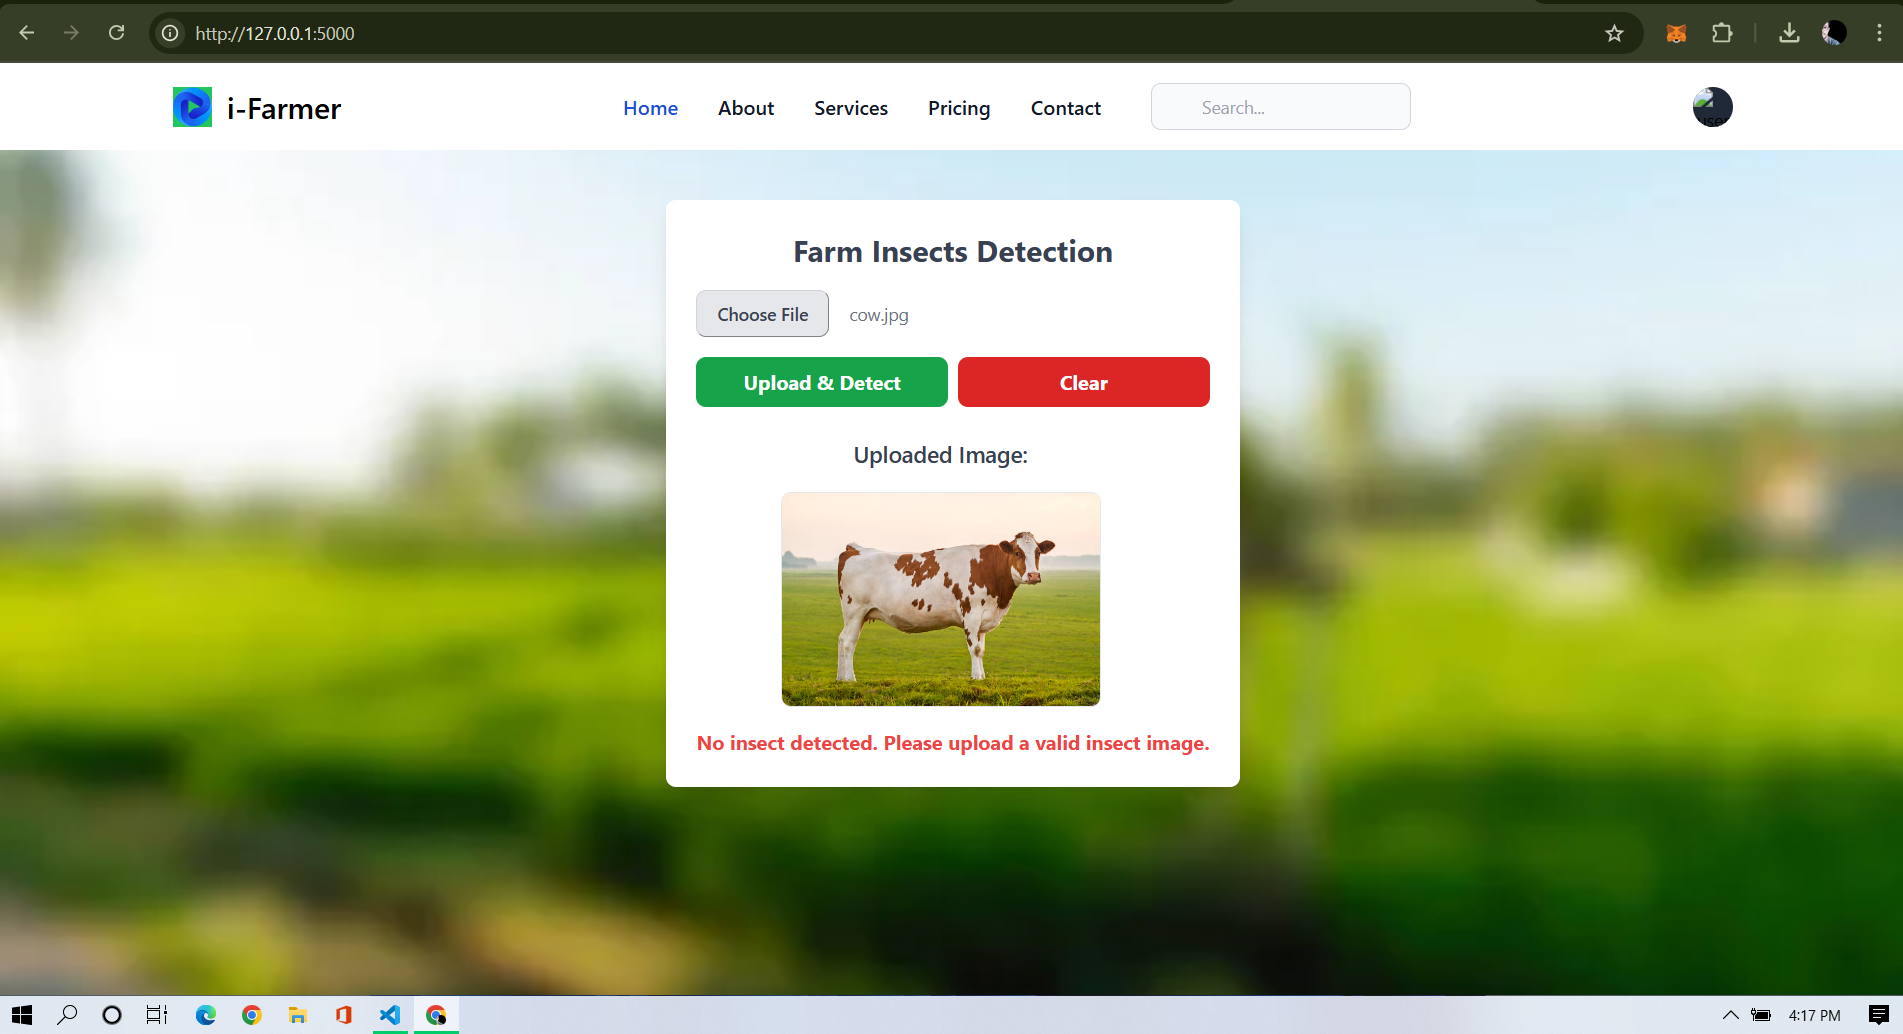 http://127.0.0.1:5000
i-Farmer
Home
About
Services
Pricing
Contact
Search...
user
Farm Insects Detection
Choose File
cow.jpg
Upload & Detect
Clear
Uploaded Image:
No insect detected. Please upload a valid insect image.
4:17 PM